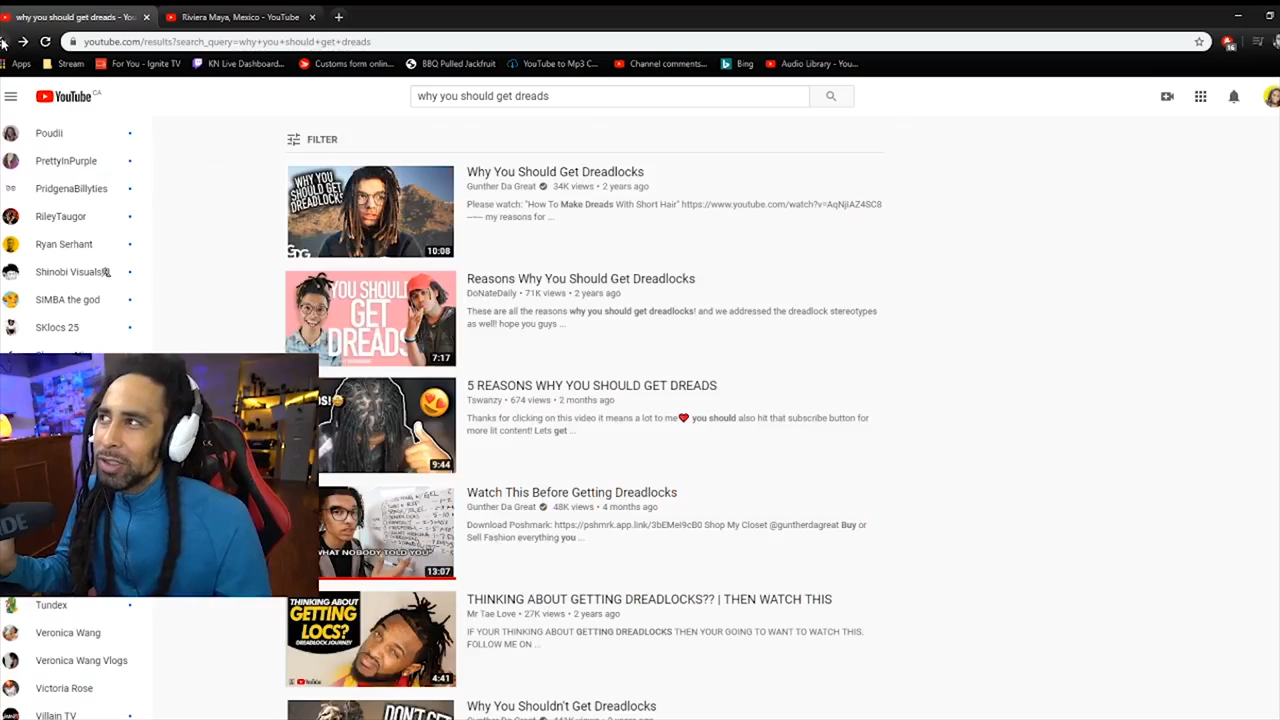 why you should get dreads - You
Riviera Maya, Mexico - YouTube
youtube.com/results?search_query=why+you+should+get+dreads
Apps
Stream
For You - Ignite TV
KN Live Dashboard...
Customs form onlin...
BBQ Pulled Jackfruit
YouTube to Mp3 C...
Channel comments...
Bing
Audio Library - You...
YouTube CA
why you should get dreads
Poudii
PrettyInPurple
PridgenaBillyties
RileyTaugor
Ryan Serhant
Shinobi Visuals
SIMBA the god
SKlocs 25
Tundex
Veronica Wang
Veronica Wang Vlogs
Victoria Rose
Villain TV
FILTER
WHY
YOU
SHOULD
GET
DREADS
GDG
10:08
Why You Should Get Dreadlocks
Gunther Da Great 34K views • 2 years ago
Please watch: "How To Make Dreads With Short Hair" https://www.youtube.com/watch?v=AqNjIAZ4SC8
-~-~- my reasons for ...
YOU SHOULD
GET
DREADS
7:17
Reasons Why You Should Get Dreadlocks
DoNateDaily • 71K views • 2 years ago
These are all the reasons why you should get dreadlocks! and we addressed the dreadlock stereotypes
as well! hope you guys ...
9:44
5 REASONS WHY YOU SHOULD GET DREADS
Tswanzy • 674 views • 2 months ago
Thanks for clicking on this video it means a lot to me you should also hit that subscribe button for
more lit content! Lets get ...
WHAT NOBODY TOLD YOU"
13:07
Watch This Before Getting Dreadlocks
Gunther Da Great 48K views • 4 months ago
Download Poshmark: https://pshmrk.app.link/3bEMei9cB0 Shop My Closet @guntherdagreat Buy or
Sell Fashion everything you ...
THINKING ABOUT
GETTING
LOCS?
DREADLOCK JOURNEY
YouTube
4:41
THINKING ABOUT GETTING DREADLOCKS?? | THEN WATCH THIS
Mr Tae Love • 27K views • 2 years ago
IF YOUR THINKING ABOUT GETTING DREADLOCKS THEN YOUR GOING TO WANT TO WATCH THIS.
FOLLOW ME ON ...
DON'T GET
Why You Shouldn't Get Dreadlocks